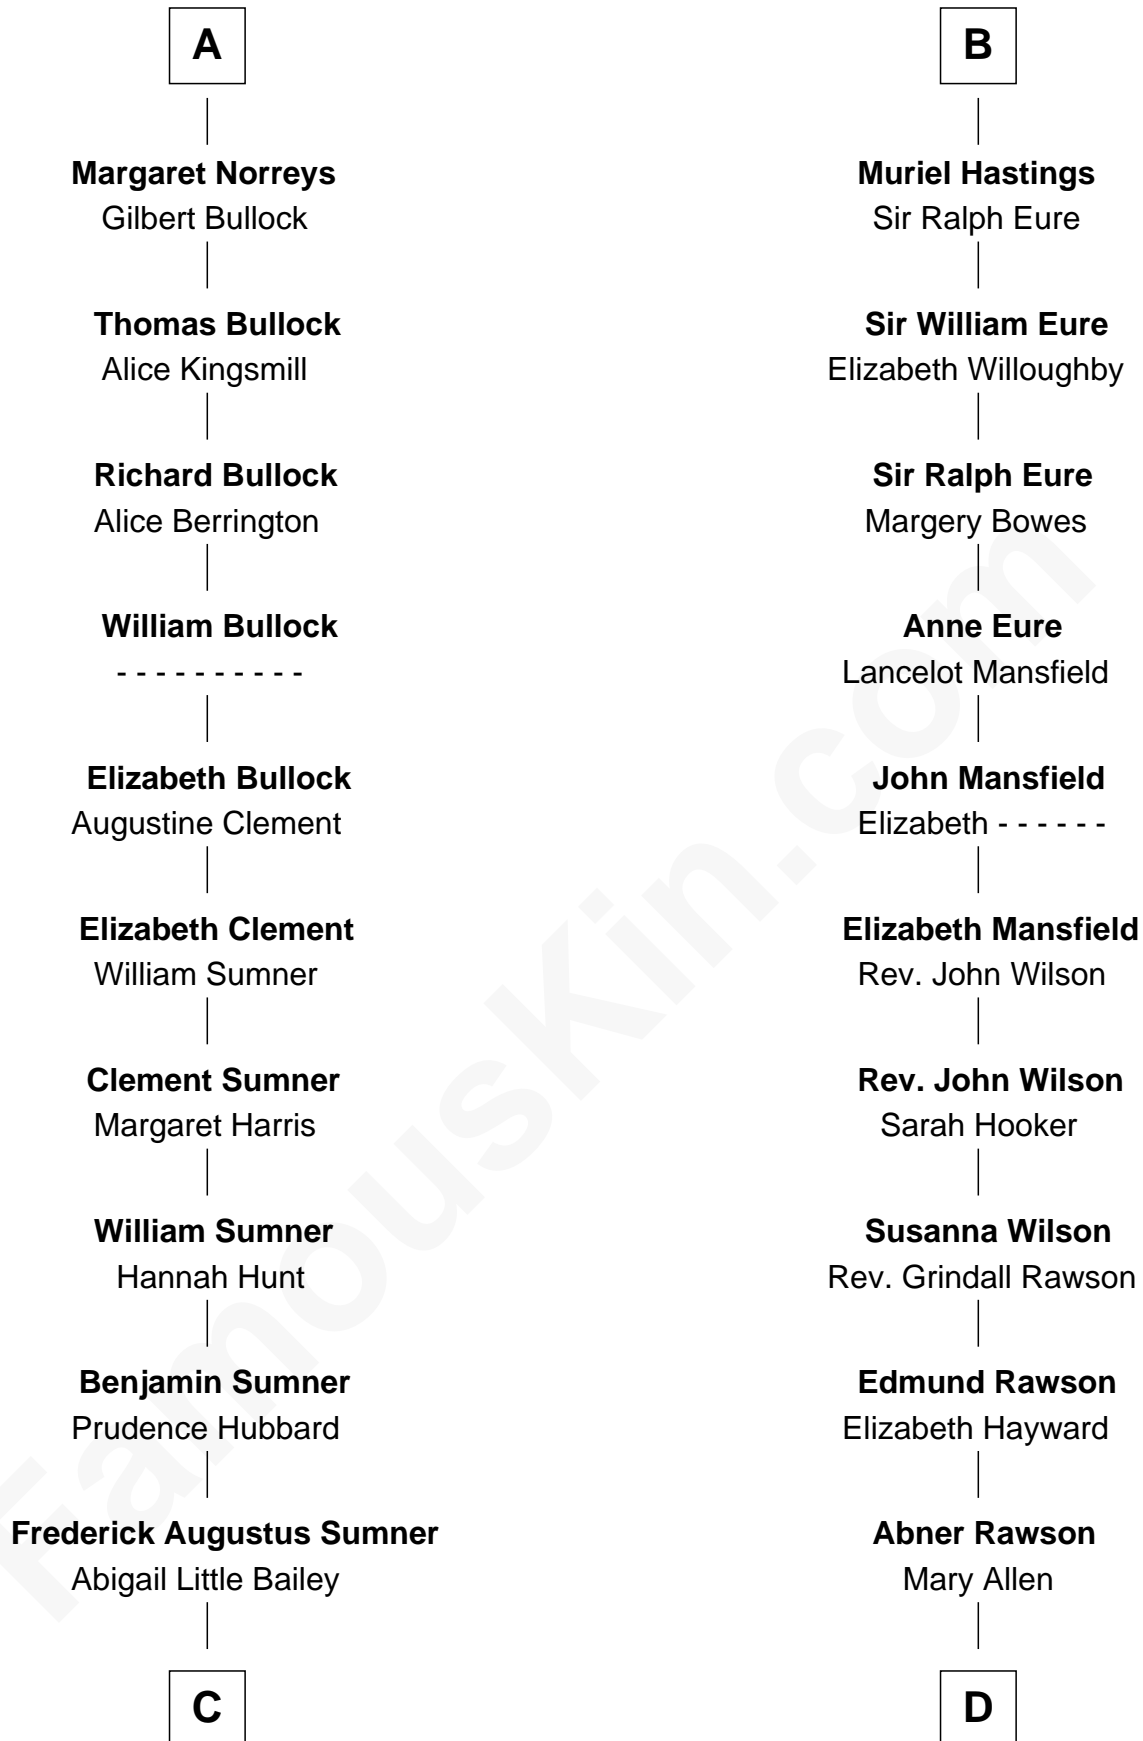 A
Margaret Norreys
Gilbert Bullock
Thomas Bullock
Alice Kingsmill
Richard Bullock
Alice Berrington
William Bullock
- - - - - - - - - -
Elizabeth Bullock
Augustine Clement
Elizabeth Clement
William Sumner
Clement Sumner
Margaret Harris
William Sumner
Hannah Hunt
Benjamin Sumner
Prudence Hubbard
Frederick Augustus Sumner
Abigail Little Bailey
C
B
Muriel Hastings
Sir Ralph Eure
Sir William Eure
Elizabeth Willoughby
Sir Ralph Eure
Margery Bowes
Anne Eure
Lancelot Mansfield
John Mansfield
Elizabeth - - - - - -
Elizabeth Mansfield
Rev. John Wilson
Rev. John Wilson
Sarah Hooker
Susanna Wilson
Rev. Grindall Rawson
Edmund Rawson
Elizabeth Hayward
Abner Rawson
Mary Allen
D
FamousKin.com